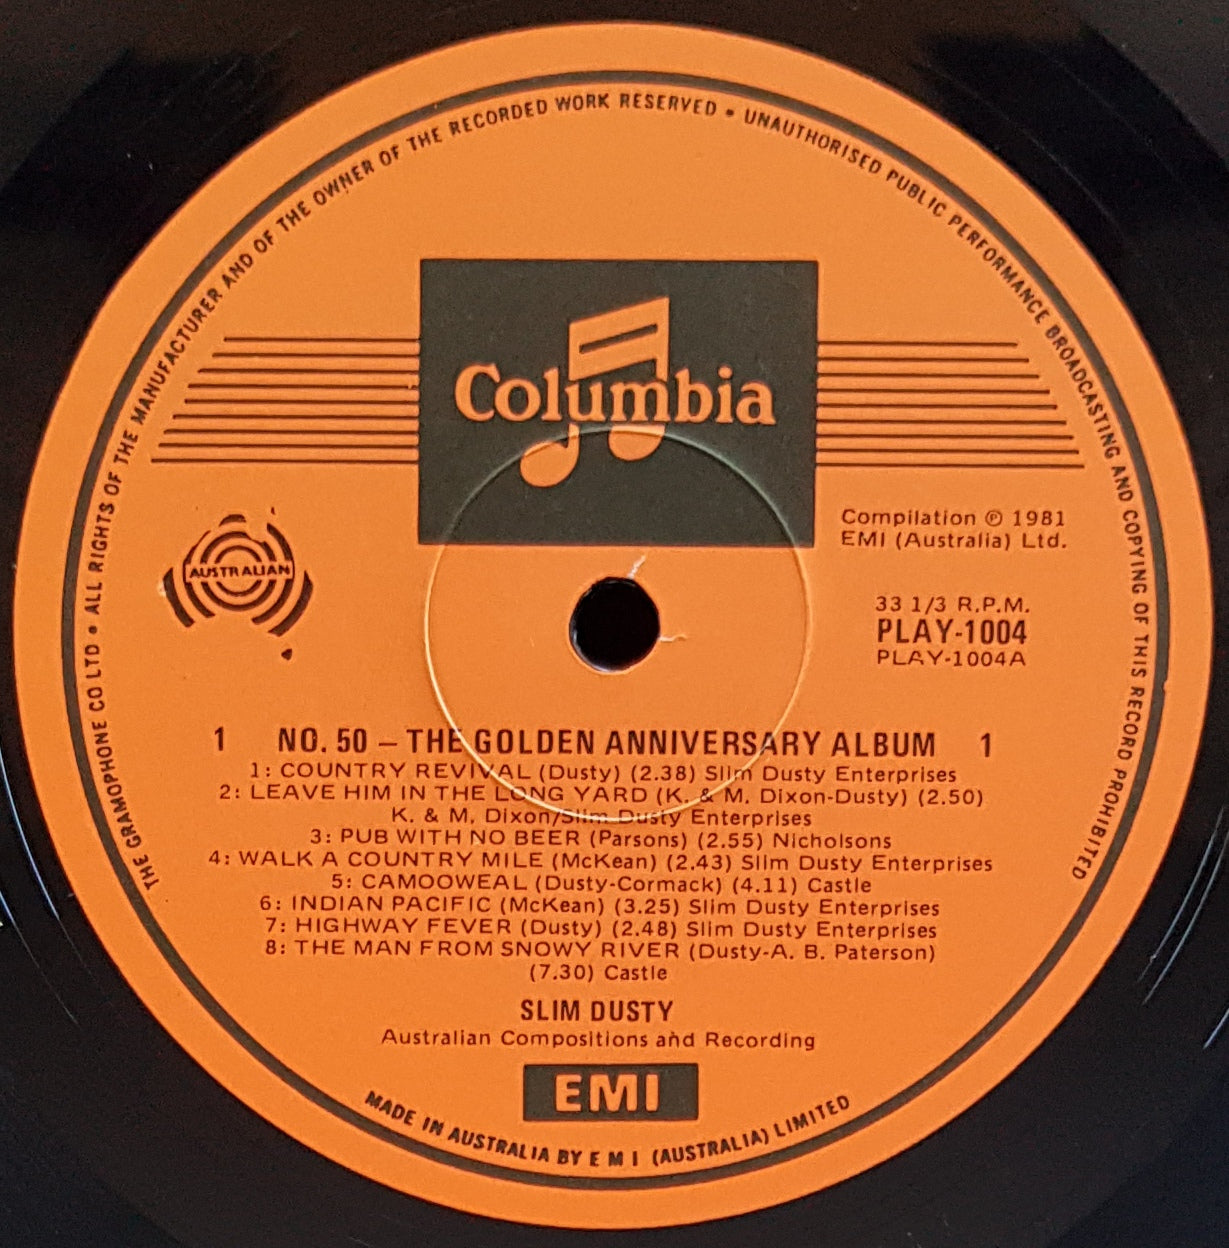 THE GRAMOPHONE CO LTD • ALL RIGHTS OF THE MANUFACTURER AND OF THE OWNER OF THE RECORDED WORK RESERVED • UNAUTHORISED PUBLIC PERFORMANCE BROADCASTING AND COPYING OF THIS RECORD PROHIBITED
Columbia
AUSTRALIAN
Compilation ℗ 1981
EMI (Australia) Ltd.
33 1/3 R.P.M.
PLAY-1004
PLAY-1004A
1 NO. 50 – THE GOLDEN ANNIVERSARY ALBUM 1
1: COUNTRY REVIVAL (Dusty) (2.38) Slim Dusty Enterprises
2: LEAVE HIM IN THE LONG YARD (K. & M. Dixon-Dusty) (2.50)
K. & M. Dixon/Slim Dusty Enterprises
3: PUB WITH NO BEER (Parsons) (2.55) Nicholsons
4: WALK A COUNTRY MILE (McKean) (2.43) Slim Dusty Enterprises
5: CAMOOWEAL (Dusty-Cormack) (4.11) Castle
6: INDIAN PACIFIC (McKean) (3.25) Slim Dusty Enterprises
7: HIGHWAY FEVER (Dusty) (2.48) Slim Dusty Enterprises
8: THE MAN FROM SNOWY RIVER (Dusty-A. B. Paterson)
(7.30) Castle
SLIM DUSTY
Australian Compositions and Recording
EMI
MADE IN AUSTRALIA BY E M I (AUSTRALIA) LIMITED